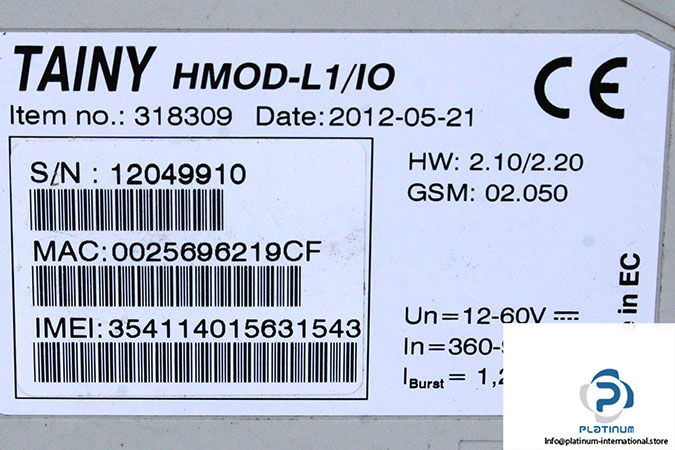 TAINY HMOD-L1/IO
Item no.: 318309 Date: 2012-05-21
CE
S/N : 12049910
HW: 2.10/2.20
GSM: 02.050
MAC:0025696219CF
IMEI:354114015631543
Un=12-60V
In=360-
IBurst= 1,2
in EC
PLATINUM
Info@platinum-international.store